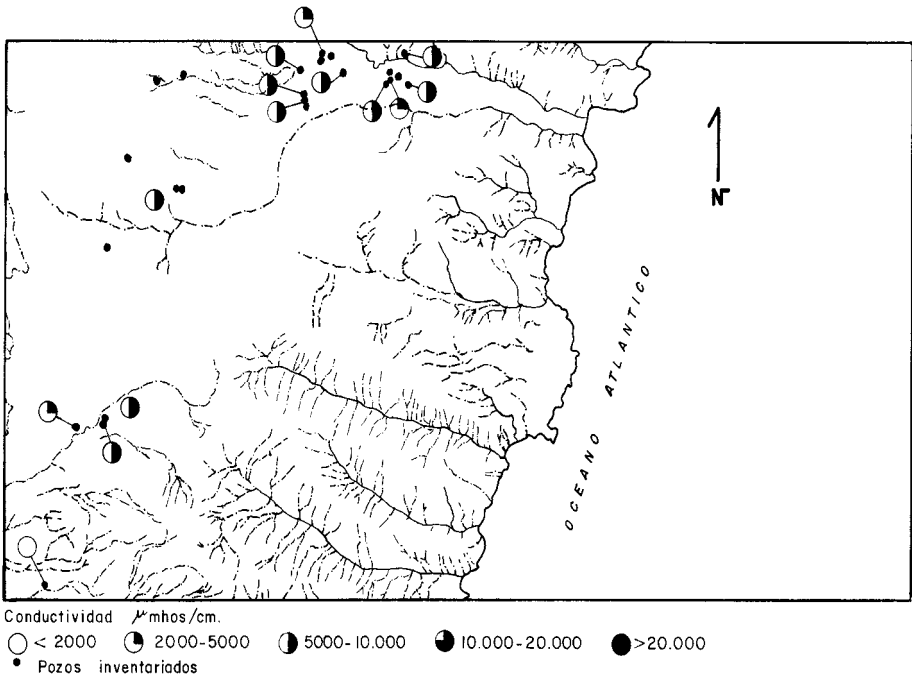 N
OCEANO ATLANTICO
Conductividad μmhos/cm.
< 2000 2000-5000 5000-10.000 10.000-20.000 >20.000
Pozos inventariados